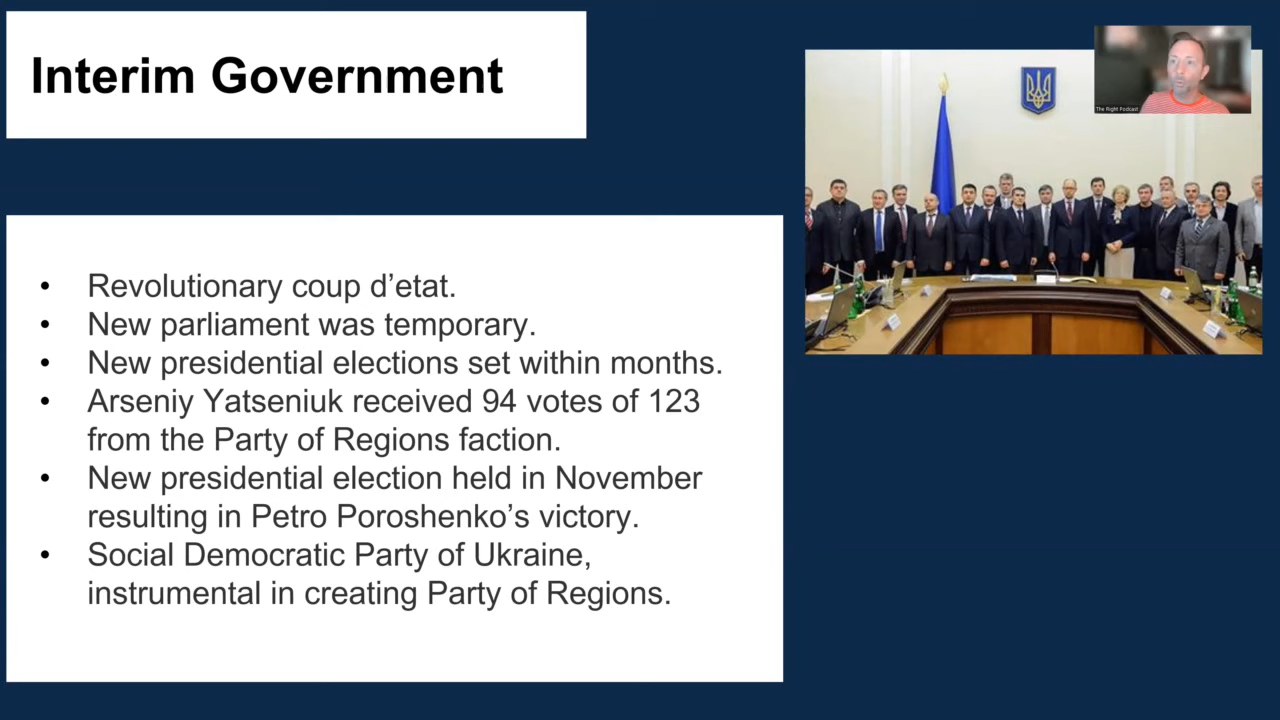 Interim Government
The Right Podcast
• Revolutionary coup d’etat.
• New parliament was temporary.
• New presidential elections set within months.
• Arseniy Yatseniuk received 94 votes of 123
from the Party of Regions faction.
• New presidential election held in November
resulting in Petro Poroshenko’s victory.
• Social Democratic Party of Ukraine,
instrumental in creating Party of Regions.